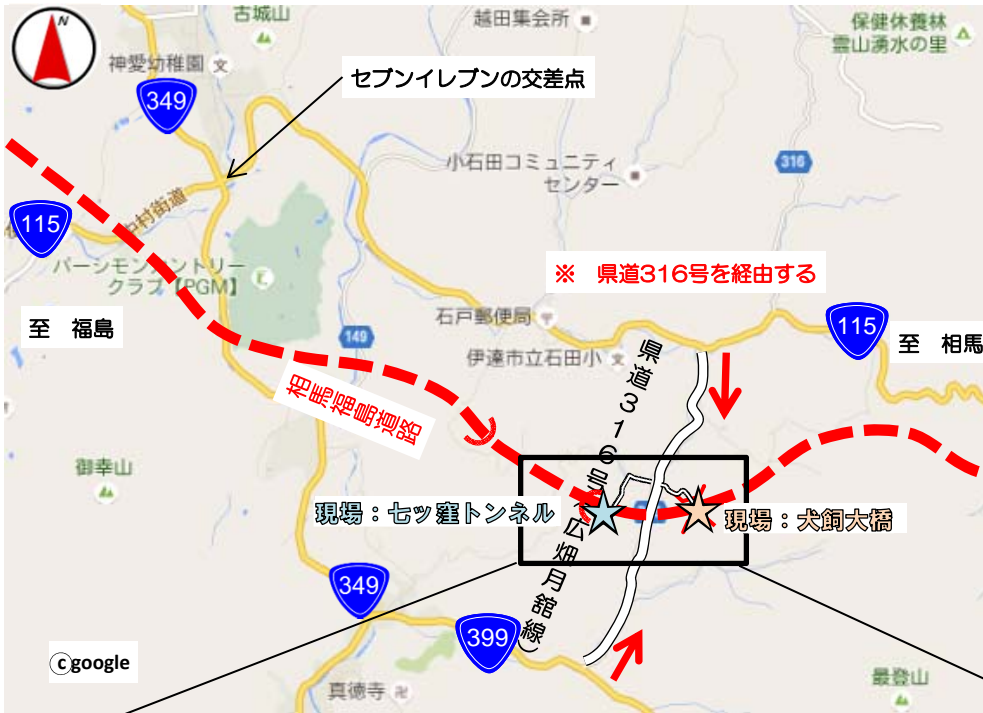 N
古城山
越田集会所
保健休養林
霊山湧水の里
神愛幼稚園
セブンイレブンの交差点
349
小石田コミュニティ
センター
316
中村街道
115
パーシモンカントリー
クラブ【PGM】
※ 県道316号を経由する
至 福島
石戸郵便局
149
115
至 相馬
伊達市立石田小
県道316号(広畑月舘線)
相馬福島道路
御幸山
現場:七ツ窪トンネル
現場:犬飼大橋
349
399
ⓒgoogle
真徳寺
最登山